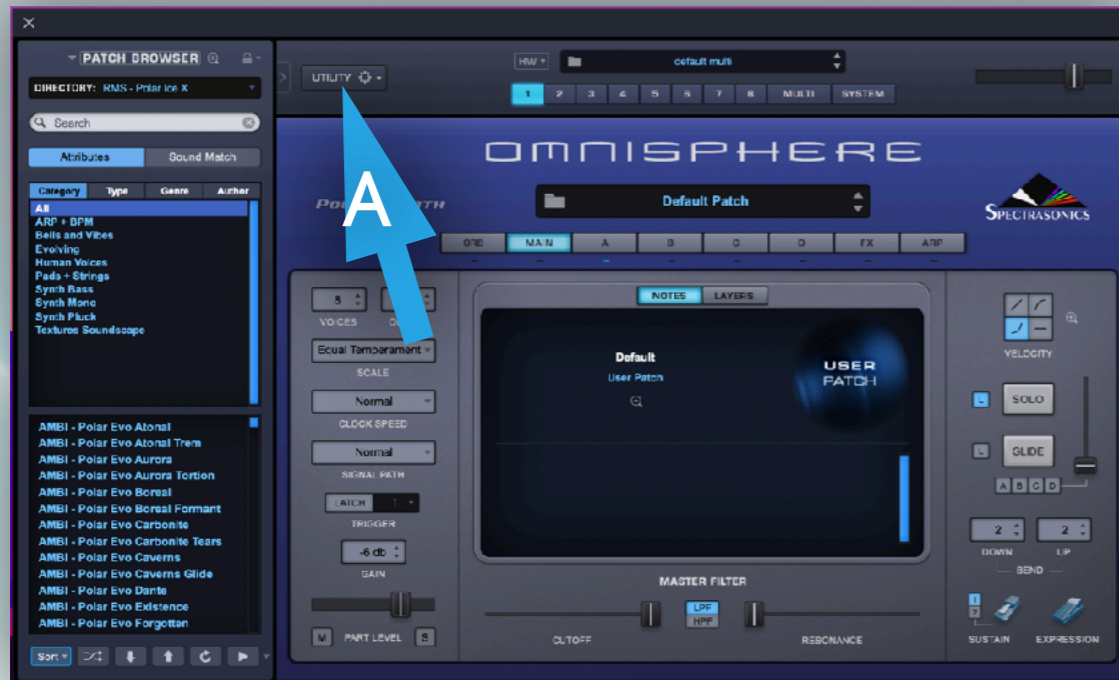 PATCH BROWSER
DIRECTORY: RMS - Polar Ice X
Search
Attributes Sound Match
Category Type Genre Author
All
ARP + BPM
Bells and Vibes
Evolving
Human Voices
Pads + Strings
Synth Bass
Synth Mono
Synth Pluck
Textures Soundscape
AMBI - Polar Evo Atonal
AMBI - Polar Evo Atonal Trem
AMBI - Polar Evo Aurora
AMBI - Polar Evo Aurora Tortion
AMBI - Polar Evo Boreal
AMBI - Polar Evo Boreal Formant
AMBI - Polar Evo Carbonite
AMBI - Polar Evo Carbonite Tears
AMBI - Polar Evo Caverns
AMBI - Polar Evo Caverns Glide
AMBI - Polar Evo Dante
AMBI - Polar Evo Existence
AMBI - Polar Evo Forgotten
Sort
UTILITY
HW
default multi
1 2 3 4 5 6 7 8 MULTI SYSTEM
OMNISPHERE
A
Default Patch
SPECTRASONICS
ORB MAIN A B C D FX ARP
8
VOICES
Equal Temperament
SCALE
Normal
CLOCK SPEED
Normal
SIGNAL PATH
LATCH
TRIGGER
-6 db
GAIN
M PART LEVEL S
NOTES LAYERS
Default
User Patch
USER
PATCH
MASTER FILTER
LPF
HPF
CUTOFF RESONANCE
VELOCITY
L SOLO
L GLIDE
A B C D
2 2
DOWN UP
BEND
1
2
SUSTAIN EXPRESSION